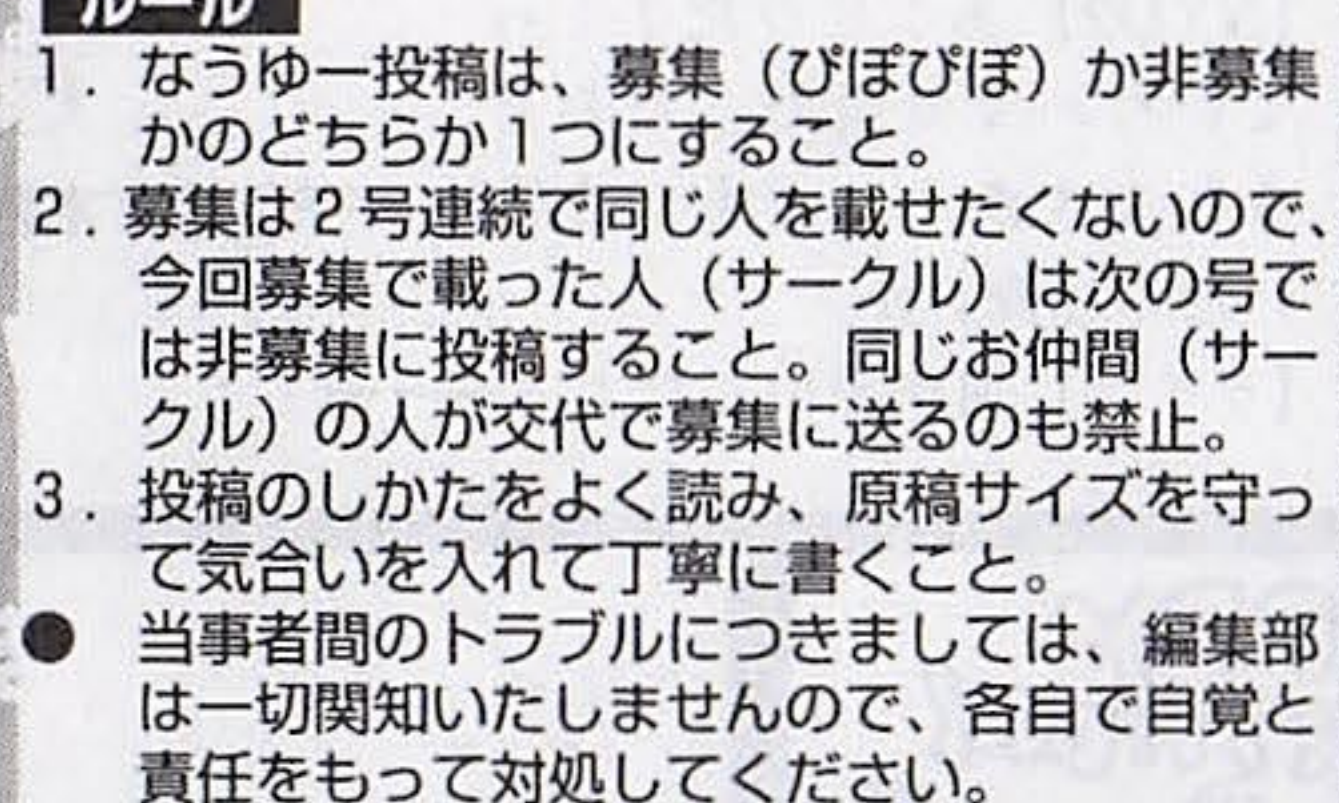 ルール
1. なうゆー投稿は、募集（ぴぽぴぽ）か非募集
かのどちらか1つにすること。
2. 募集は2号連続で同じ人を載せたくないので、
今回募集で載った人（サークル）は次の号で
は非募集に投稿すること。同じお仲間（サー
クル）の人が交代で募集に送るのも禁止。
3. 投稿のしかたをよく読み、原稿サイズを守っ
て気合いを入れて丁寧に書くこと。
● 当事者間のトラブルにつきましては、編集部
は一切関知いたしませんので、各自で自覚と
責任をもって対処してください。